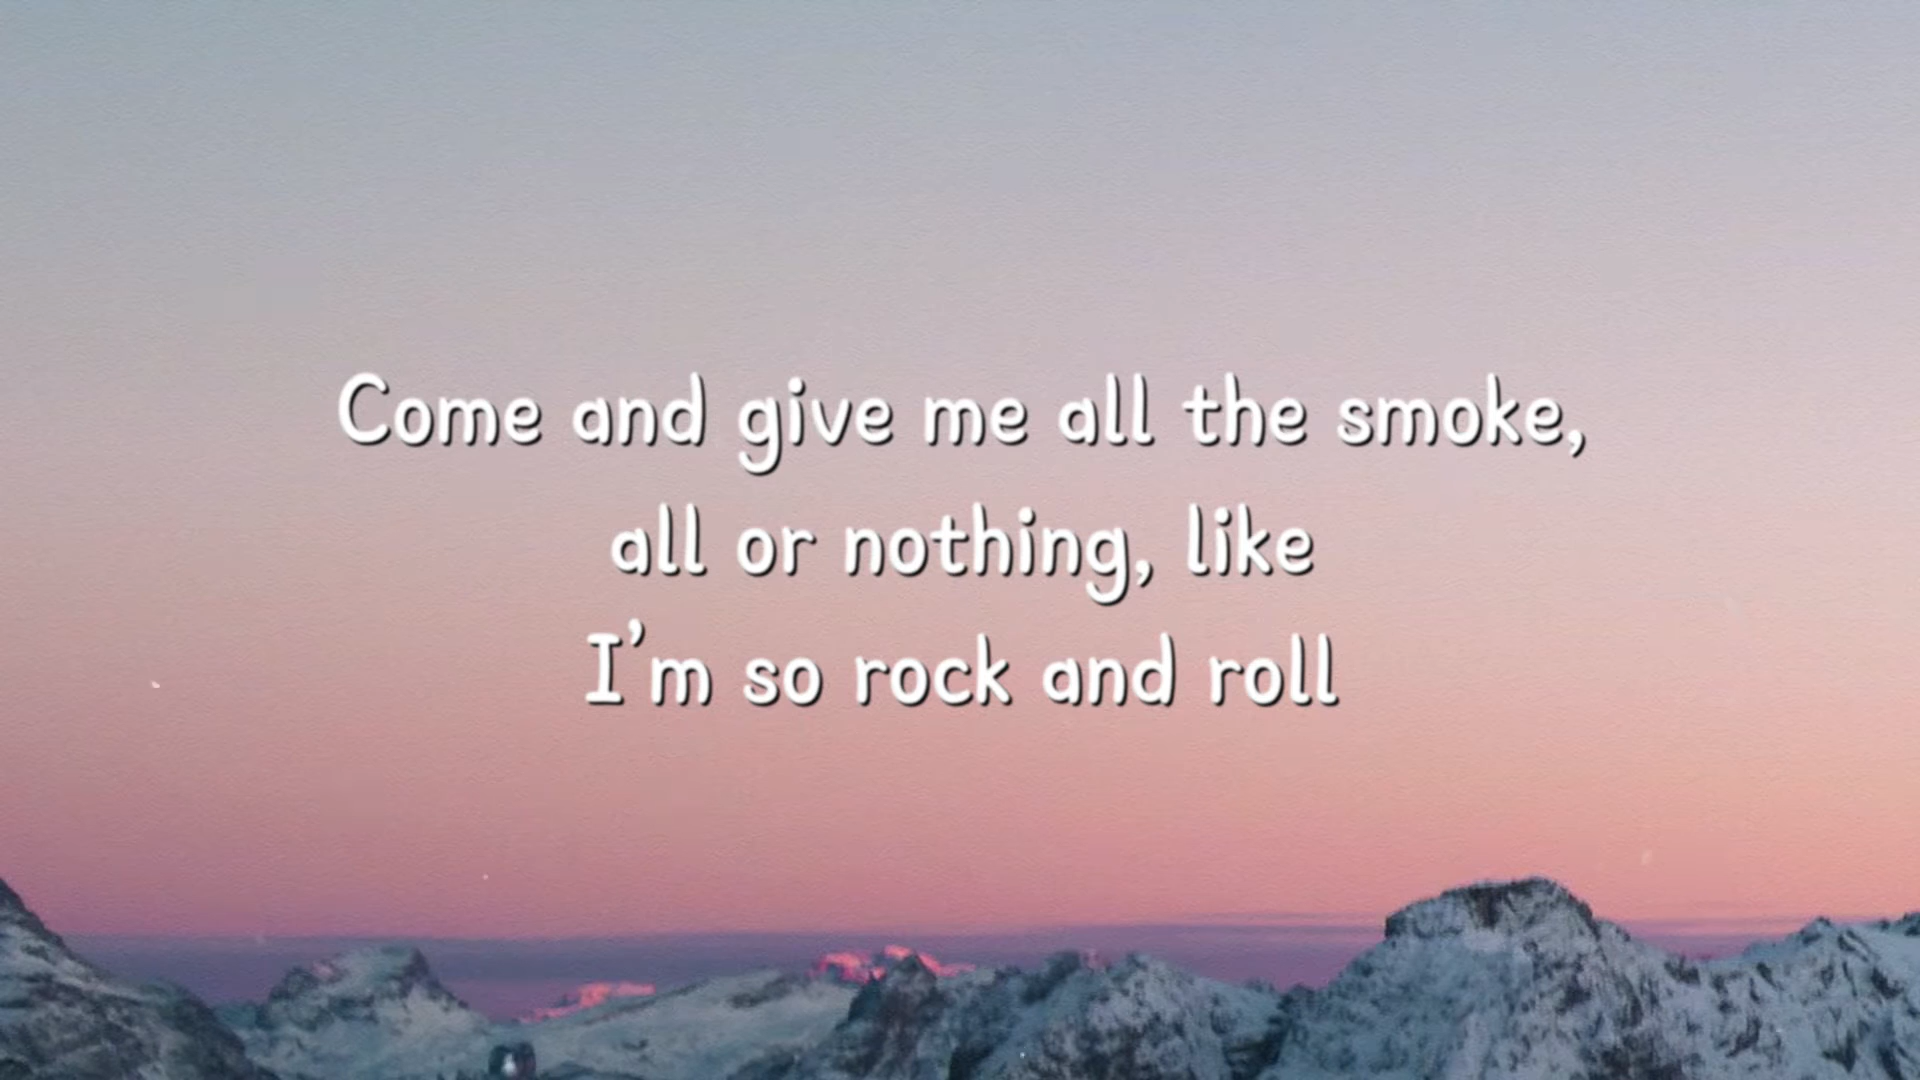 Come and give me all the smoke,
all or nothing, like
I'm so rock and roll